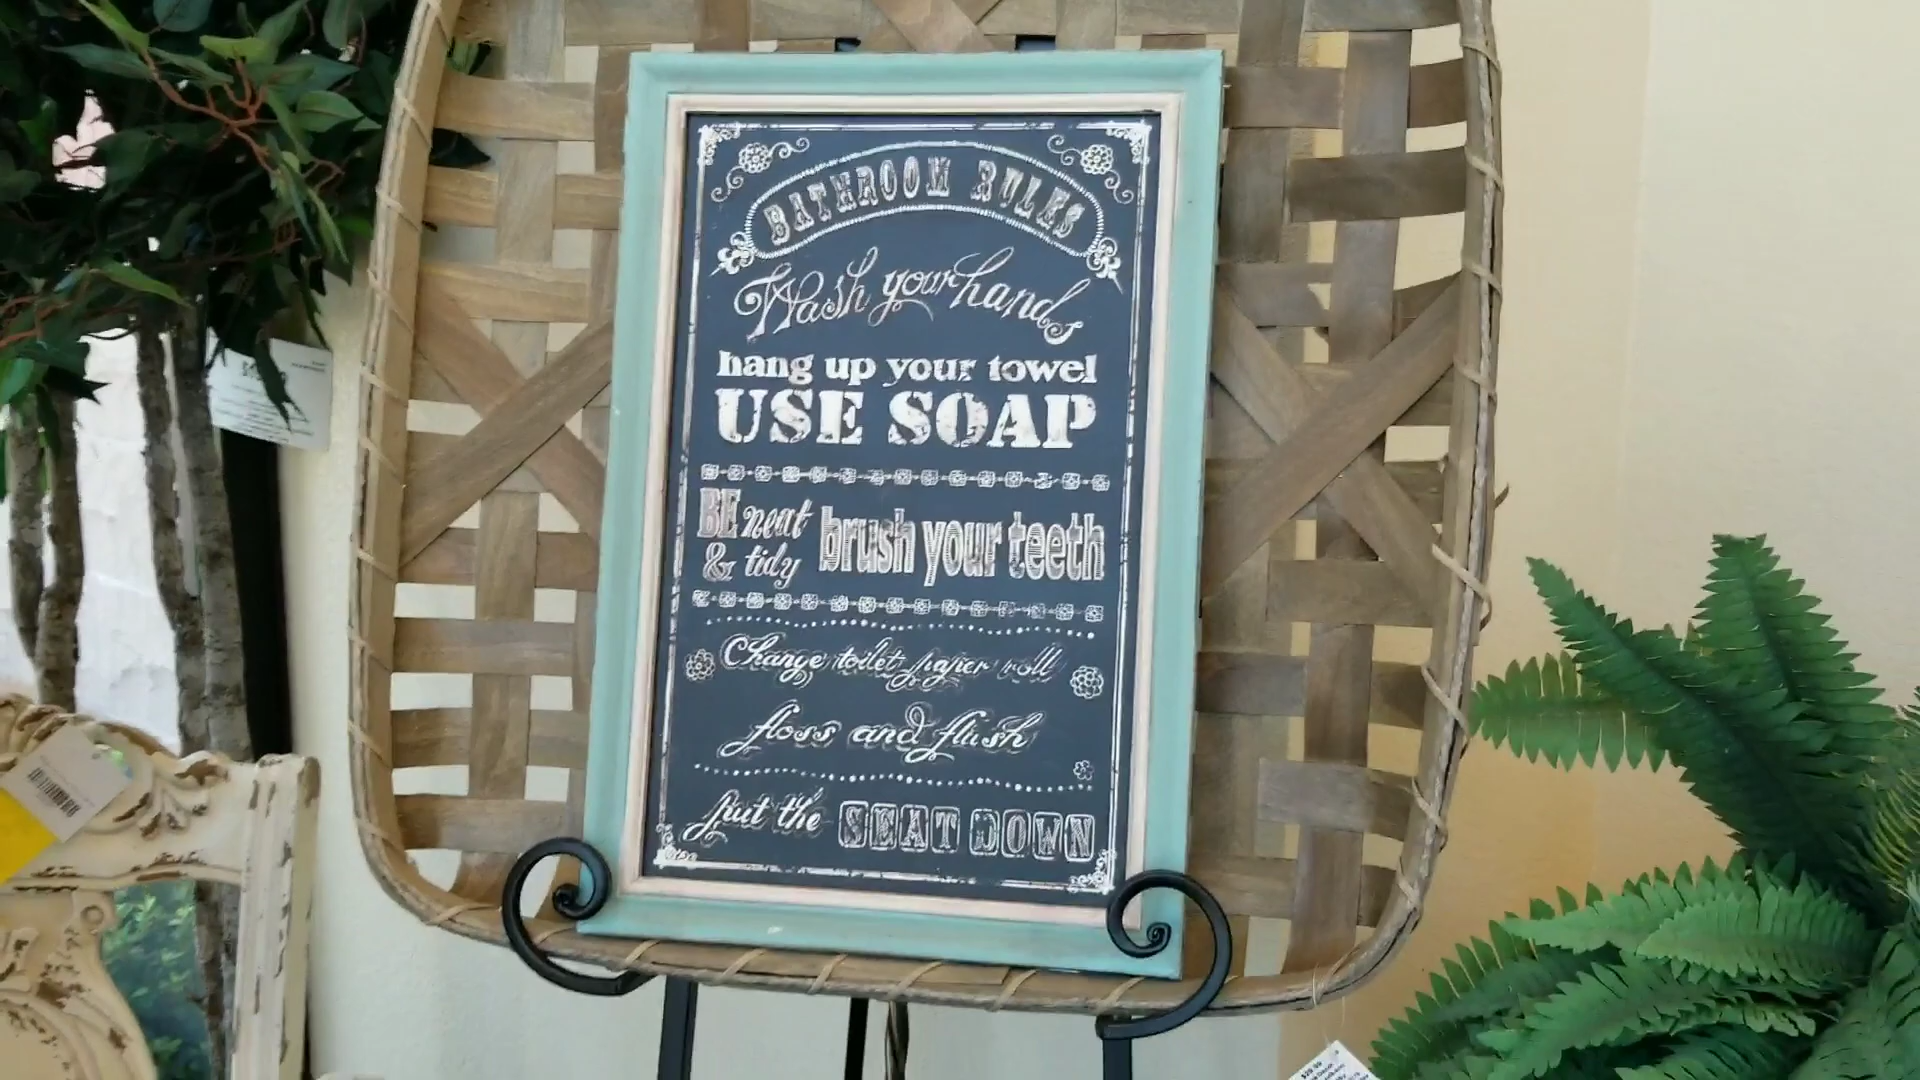 BATHROOM RULES
Wash your hands
hang up your towel
USE SOAP
BE neat
& tidy
brush your teeth
Change toilet paper roll
floss and flush
put the SEAT DOWN